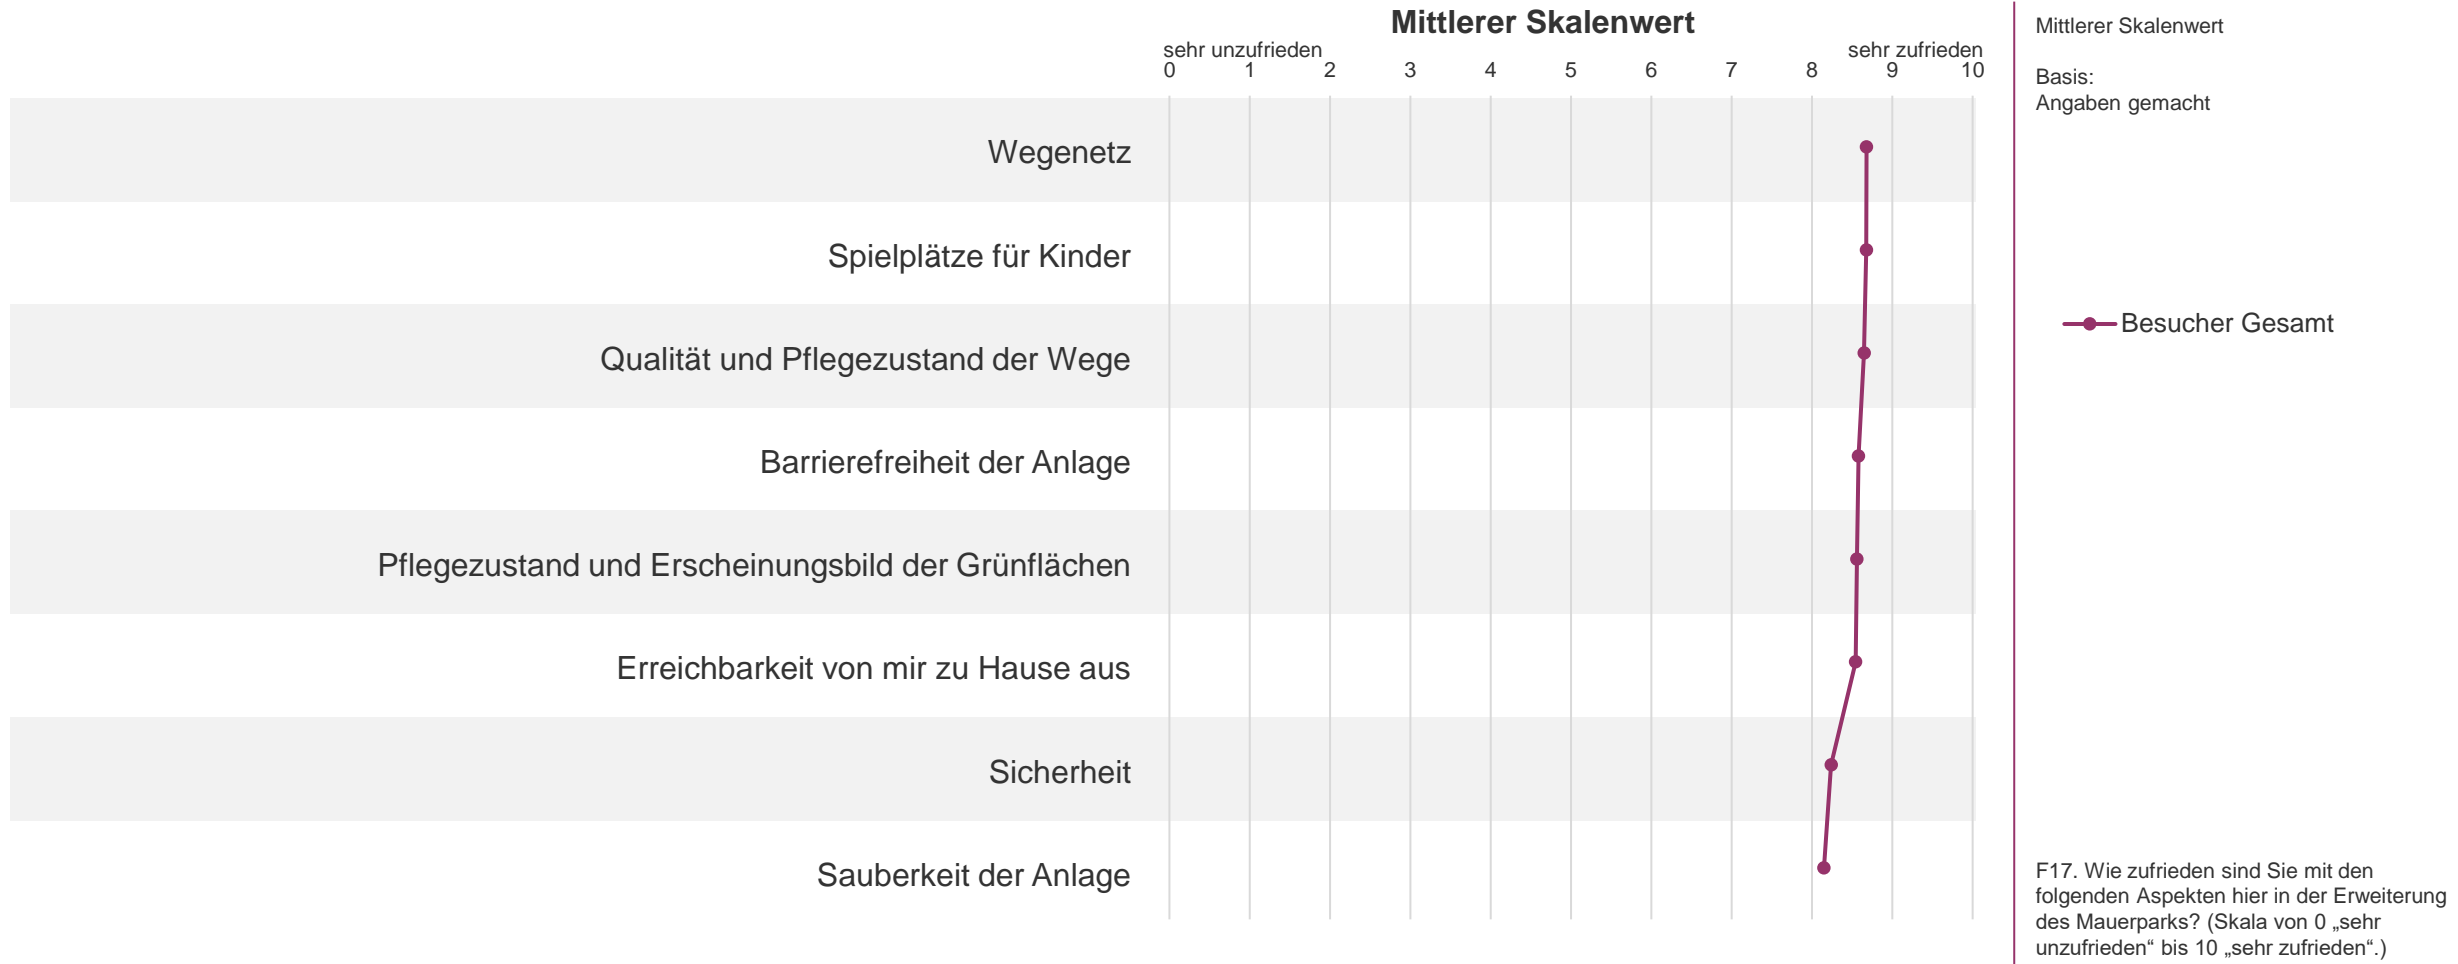 Mittlerer Skalenwert
sehr unzufrieden sehr zufrieden
0 1 2 3 4 5 6 7 8 9 10
Wegenetz
Spielplätze für Kinder
Qualität und Pflegezustand der Wege
Barrierefreiheit der Anlage
Pflegezustand und Erscheinungsbild der Grünflächen
Erreichbarkeit von mir zu Hause aus
Sicherheit
Sauberkeit der Anlage
Mittlerer Skalenwert
Basis:
Angaben gemacht
Besucher Gesamt
F17. Wie zufrieden sind Sie mit den
folgenden Aspekten hier in der Erweiterung
des Mauerparks? (Skala von 0 „sehr
unzufrieden“ bis 10 „sehr zufrieden“.)